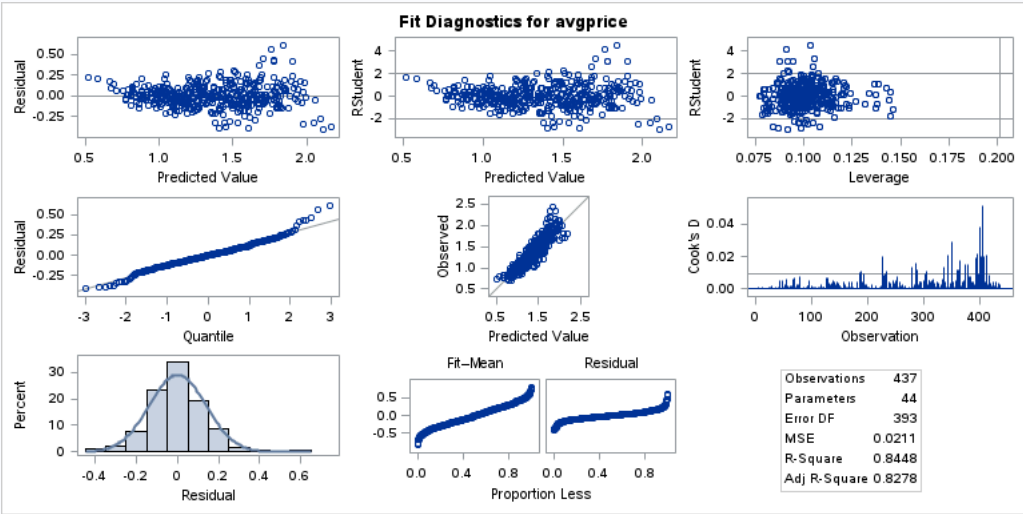 Fit Diagnostics for avgprice
Residual
0.50
0.25
0.00
-0.25
0.5 1.0 1.5 2.0
Predicted Value
RStudent
4
2
0
-2
0.5 1.0 1.5 2.0
Predicted Value
RStudent
4
2
0
-2
0.075 0.100 0.125 0.150 0.175 0.200
Leverage
Residual
0.50
0.25
0.00
-0.25
-3 -2 -1 0 1 2 3
Quantile
Observed
2.5
2.0
1.5
1.0
0.5
0.5 1.5 2.5
Predicted Value
Cook's D
0.04
0.02
0.00
0 100 200 300 400
Observation
Percent
30
20
10
0
-0.4 -0.2 0 0.2 0.4 0.6
Residual
Fit–Mean Residual
0.5
0.0
-0.5
0.0 0.4 0.8 0.0 0.4 0.8
Proportion Less
Observations 437
Parameters 44
Error DF 393
MSE 0.0211
R-Square 0.8448
Adj R-Square 0.8278